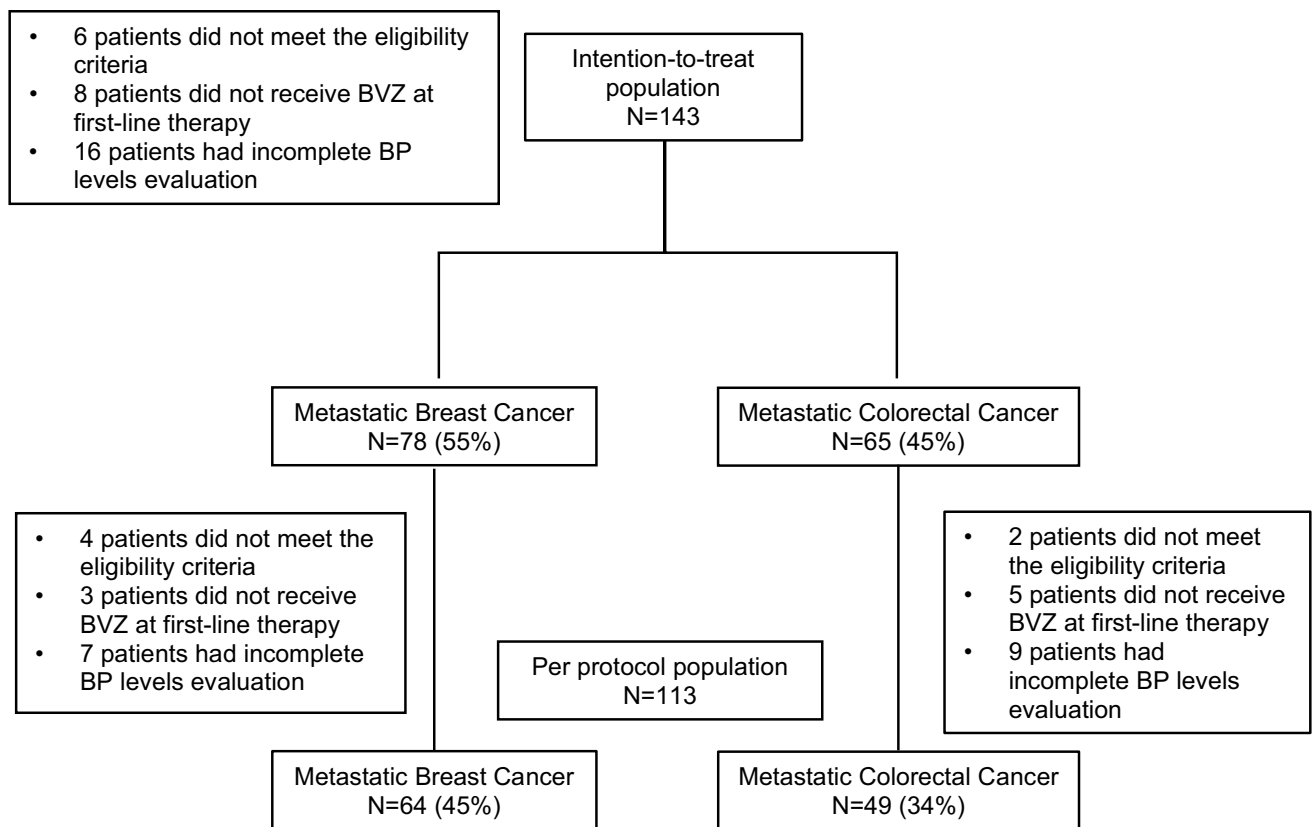 • 6 patients did not meet the eligibility
criteria
• 8 patients did not receive BVZ at
first-line therapy
• 16 patients had incomplete BP
levels evaluation
Intention-to-treat
population
N=143
Metastatic Breast Cancer
N=78 (55%)
Metastatic Colorectal Cancer
N=65 (45%)
• 4 patients did not meet the
eligibility criteria
• 3 patients did not receive
BVZ at first-line therapy
• 7 patients had incomplete
BP levels evaluation
Per protocol population
N=113
• 2 patients did not meet
the eligibility criteria
• 5 patients did not receive
BVZ at first-line therapy
• 9 patients had
incomplete BP levels
evaluation
Metastatic Breast Cancer
N=64 (45%)
Metastatic Colorectal Cancer
N=49 (34%)